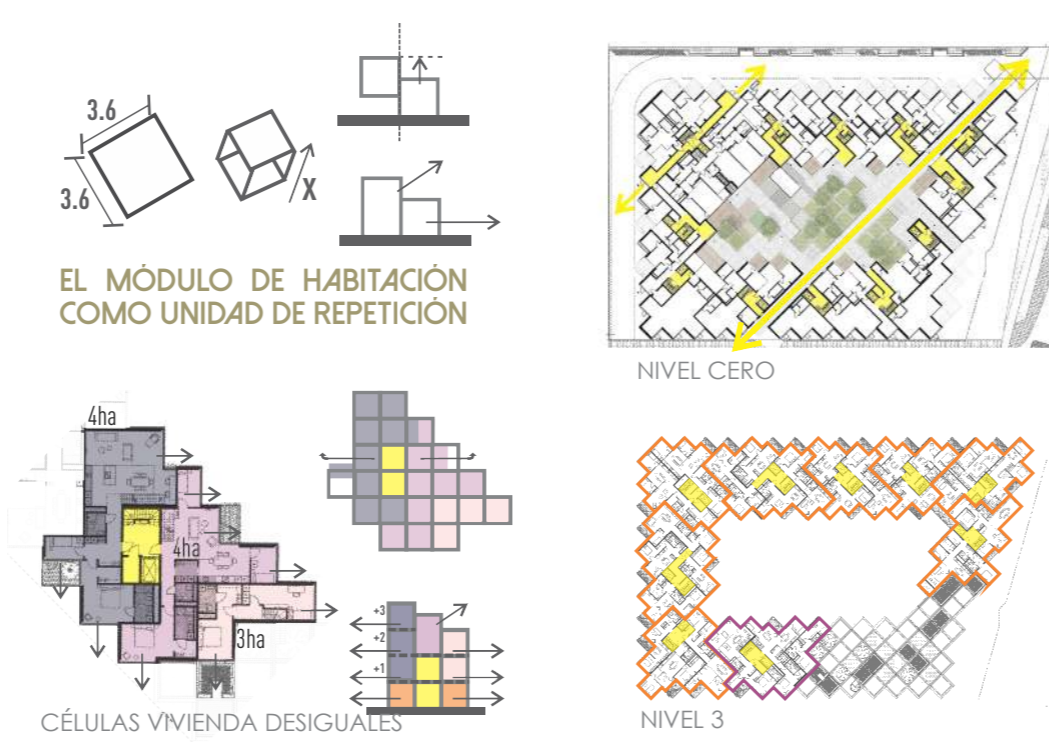 3.6
3.6
X
EL MÓDULO DE HABITACIÓN
COMO UNIDAD DE REPETICIÓN
NIVEL CERO
4ha
4ha
3ha
+3
+2
+1
CÉLULAS VIVIENDA DESIGUALES
NIVEL 3